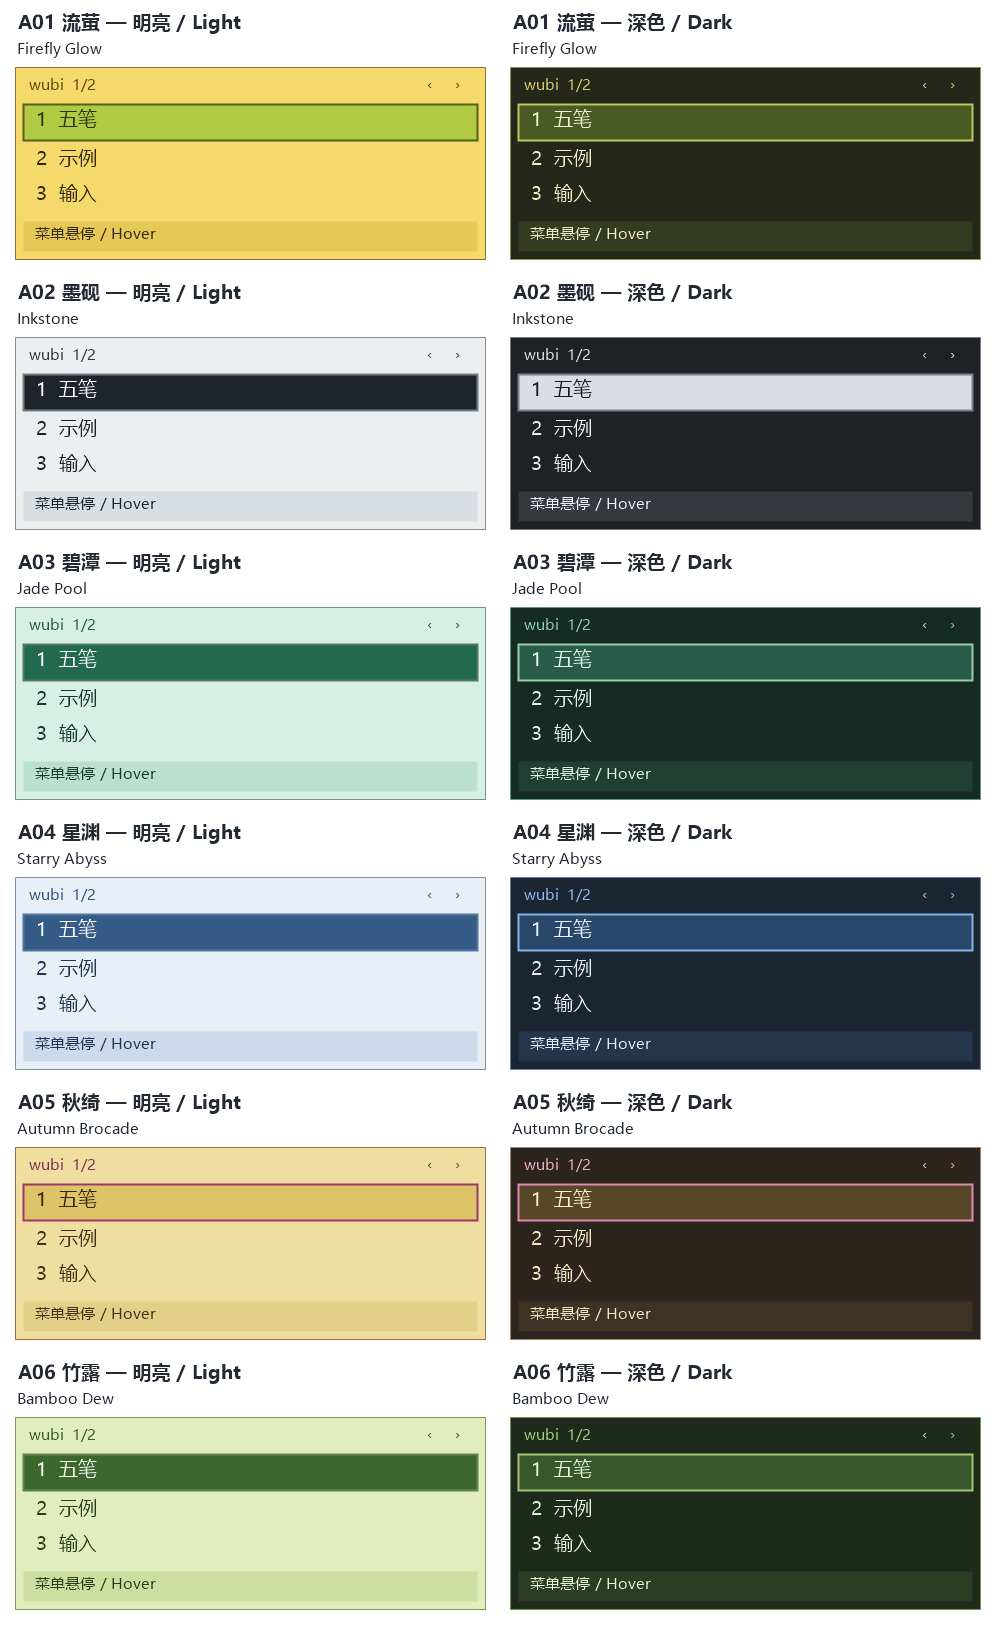 A01 流萤 — 明亮 / Light
Firefly Glow
wubi 1/2 ‹ ›
1 五笔
2 示例
3 输入
菜单悬停 / Hover
A01 流萤 — 深色 / Dark
Firefly Glow
wubi 1/2 ‹ ›
1 五笔
2 示例
3 输入
菜单悬停 / Hover
A02 墨砚 — 明亮 / Light
Inkstone
wubi 1/2 ‹ ›
1 五笔
2 示例
3 输入
菜单悬停 / Hover
A02 墨砚 — 深色 / Dark
Inkstone
wubi 1/2 ‹ ›
1 五笔
2 示例
3 输入
菜单悬停 / Hover
A03 碧潭 — 明亮 / Light
Jade Pool
wubi 1/2 ‹ ›
1 五笔
2 示例
3 输入
菜单悬停 / Hover
A03 碧潭 — 深色 / Dark
Jade Pool
wubi 1/2 ‹ ›
1 五笔
2 示例
3 输入
菜单悬停 / Hover
A04 星渊 — 明亮 / Light
Starry Abyss
wubi 1/2 ‹ ›
1 五笔
2 示例
3 输入
菜单悬停 / Hover
A04 星渊 — 深色 / Dark
Starry Abyss
wubi 1/2 ‹ ›
1 五笔
2 示例
3 输入
菜单悬停 / Hover
A05 秋绮 — 明亮 / Light
Autumn Brocade
wubi 1/2 ‹ ›
1 五笔
2 示例
3 输入
菜单悬停 / Hover
A05 秋绮 — 深色 / Dark
Autumn Brocade
wubi 1/2 ‹ ›
1 五笔
2 示例
3 输入
菜单悬停 / Hover
A06 竹露 — 明亮 / Light
Bamboo Dew
wubi 1/2 ‹ ›
1 五笔
2 示例
3 输入
菜单悬停 / Hover
A06 竹露 — 深色 / Dark
Bamboo Dew
wubi 1/2 ‹ ›
1 五笔
2 示例
3 输入
菜单悬停 / Hover